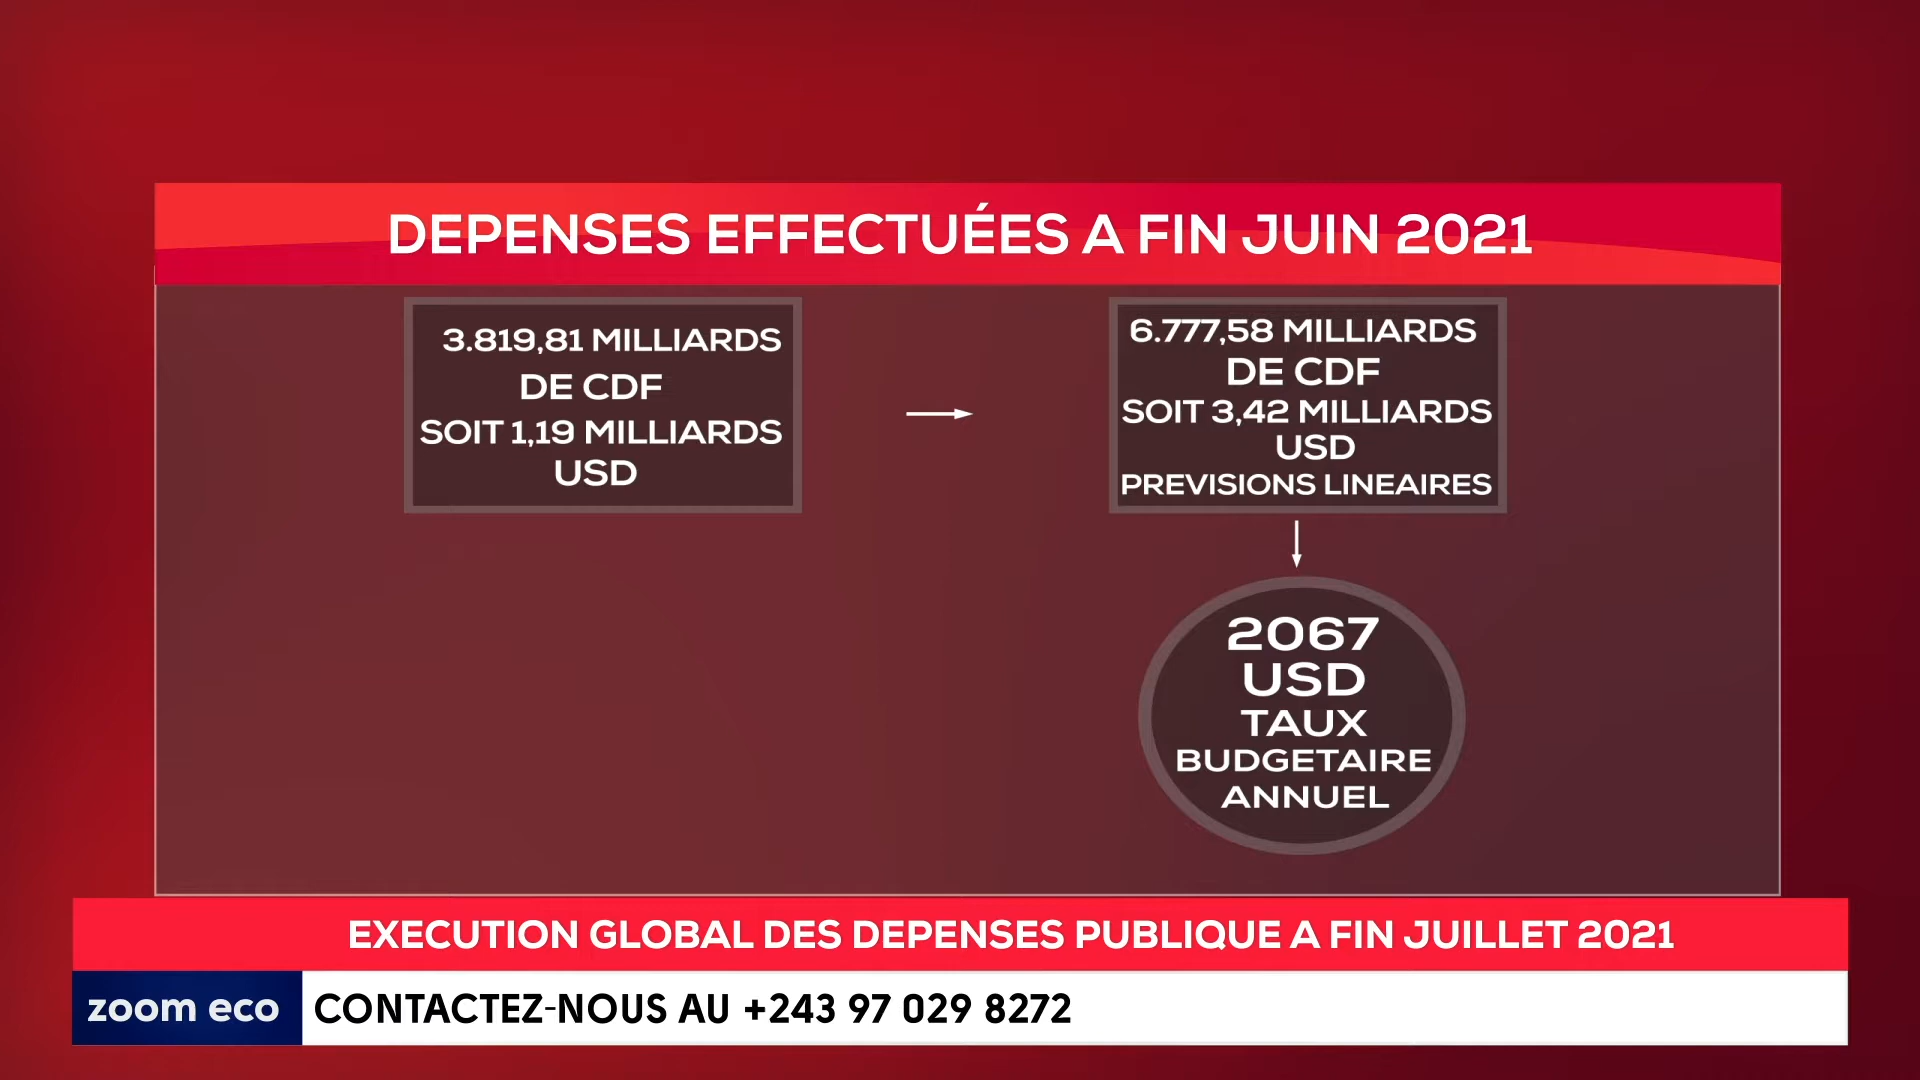 DEPENSES EFFECTUÉES A FIN JUIN 2021
3.819,81 MILLIARDS
DE CDF
SOIT 1,19 MILLIARDS
USD
6.777,58 MILLIARDS
DE CDF
SOIT 3,42 MILLIARDS
USD
PREVISIONS LINEAIRES
2067
USD
TAUX
BUDGETAIRE
ANNUEL
EXECUTION GLOBAL DES DEPENSES PUBLIQUE A FIN JUILLET 2021
zoom eco
CONTACTEZ-NOUS AU +243 97 029 8272